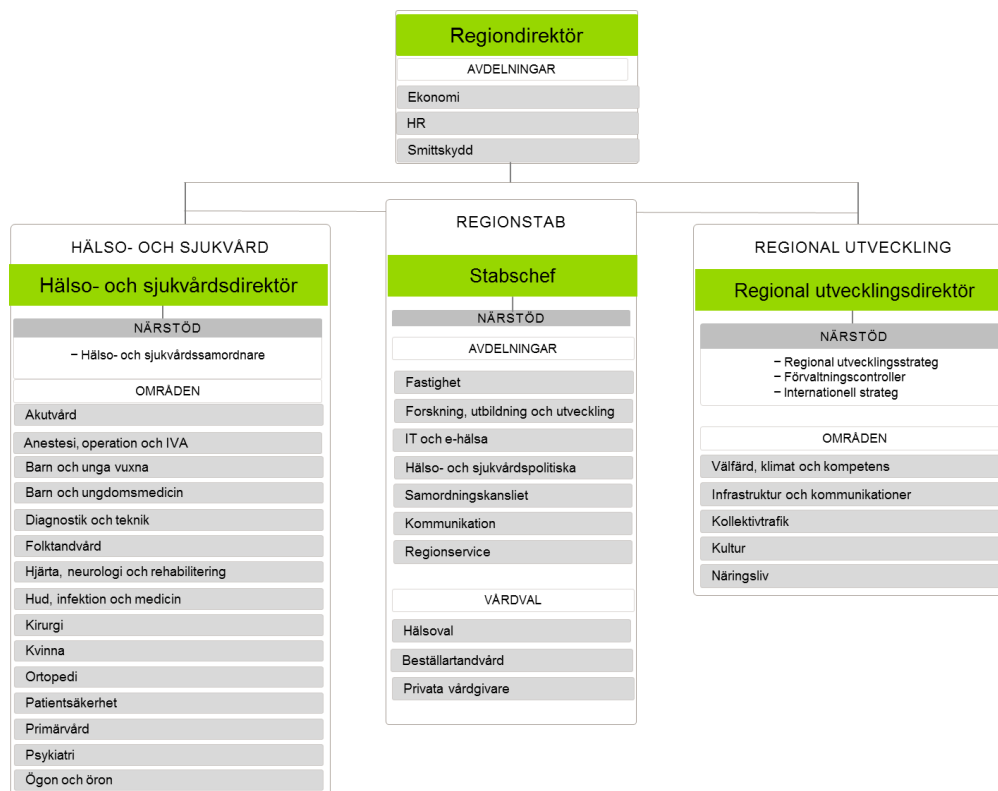 Regiondirektör
AVDELNINGAR
Ekonomi
HR
Smittskydd
HÄLSO- OCH SJUKVÅRD
Hälso- och sjukvårdsdirektör
NÄRSTÖD
− Hälso- och sjukvårdssamordnare
OMRÅDEN
Akutvård
Anestesi, operation och IVA
Barn och unga vuxna
Barn och ungdomsmedicin
Diagnostik och teknik
Folktandvård
Hjärta, neurologi och rehabilitering
Hud, infektion och medicin
Kirurgi
Kvinna
Ortopedi
Patientsäkerhet
Primärvård
Psykiatri
Ögon och öron
REGIONSTAB
Stabschef
NÄRSTÖD
AVDELNINGAR
Fastighet
Forskning, utbildning och utveckling
IT och e-hälsa
Hälso- och sjukvårdspolitiska
Samordningskansliet
Kommunikation
Regionservice
VÅRDVAL
Hälsoval
Beställartandvård
Privata vårdgivare
REGIONAL UTVECKLING
Regional utvecklingsdirektör
NÄRSTÖD
− Regional utvecklingsstrateg
− Förvaltningscontroller
− Internationell strateg
OMRÅDEN
Välfärd, klimat och kompetens
Infrastruktur och kommunikationer
Kollektivtrafik
Kultur
Näringsliv